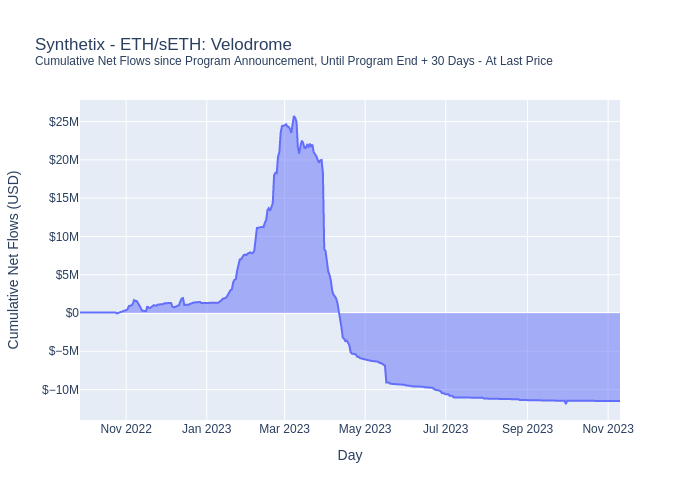 Synthetix - ETH/sETH: Velodrome
Cumulative Net Flows since Program Announcement, Until Program End + 30 Days - At Last Price
Cumulative Net Flows (USD)
$25M
$20M
$15M
$10M
$5M
$0
$−5M
$−10M
Nov 2022 Jan 2023 Mar 2023 May 2023 Jul 2023 Sep 2023 Nov 2023
Day